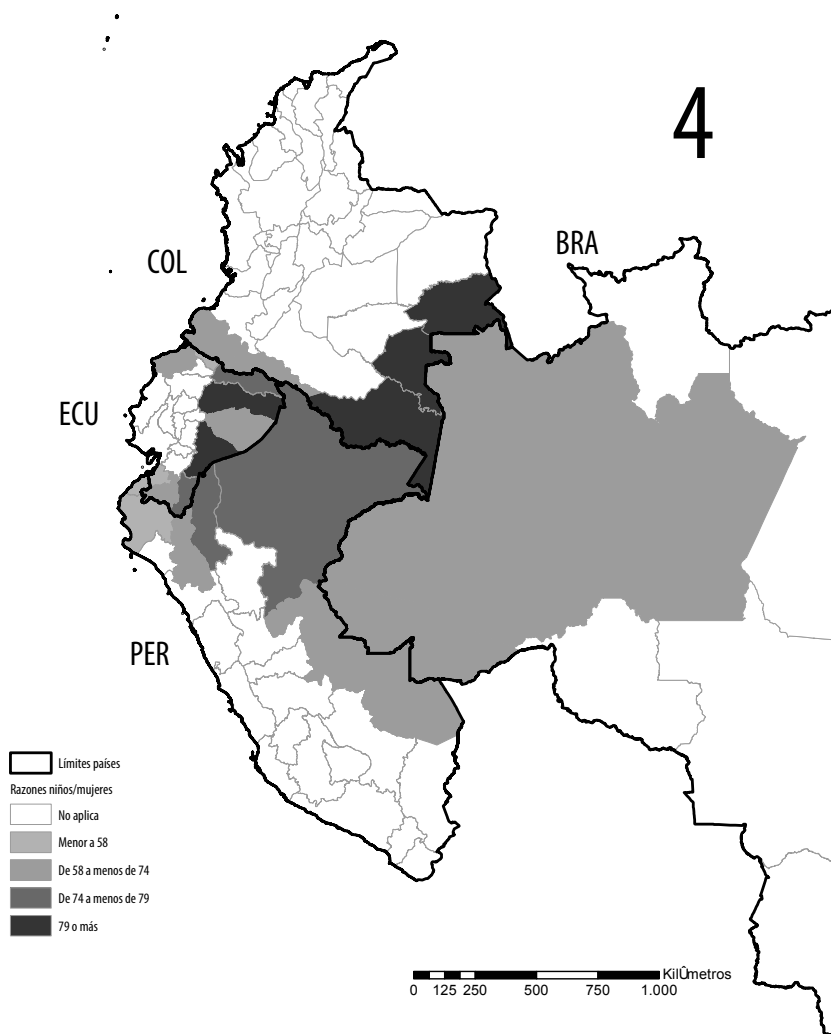 4
BRA
COL
ECU
PER
Límites países
Razones niños/mujeres
No aplica
Menor a 58
De 58 a menos de 74
De 74 a menos de 79
79 o más
KilÛmetros
0 125 250 500 750 1.000